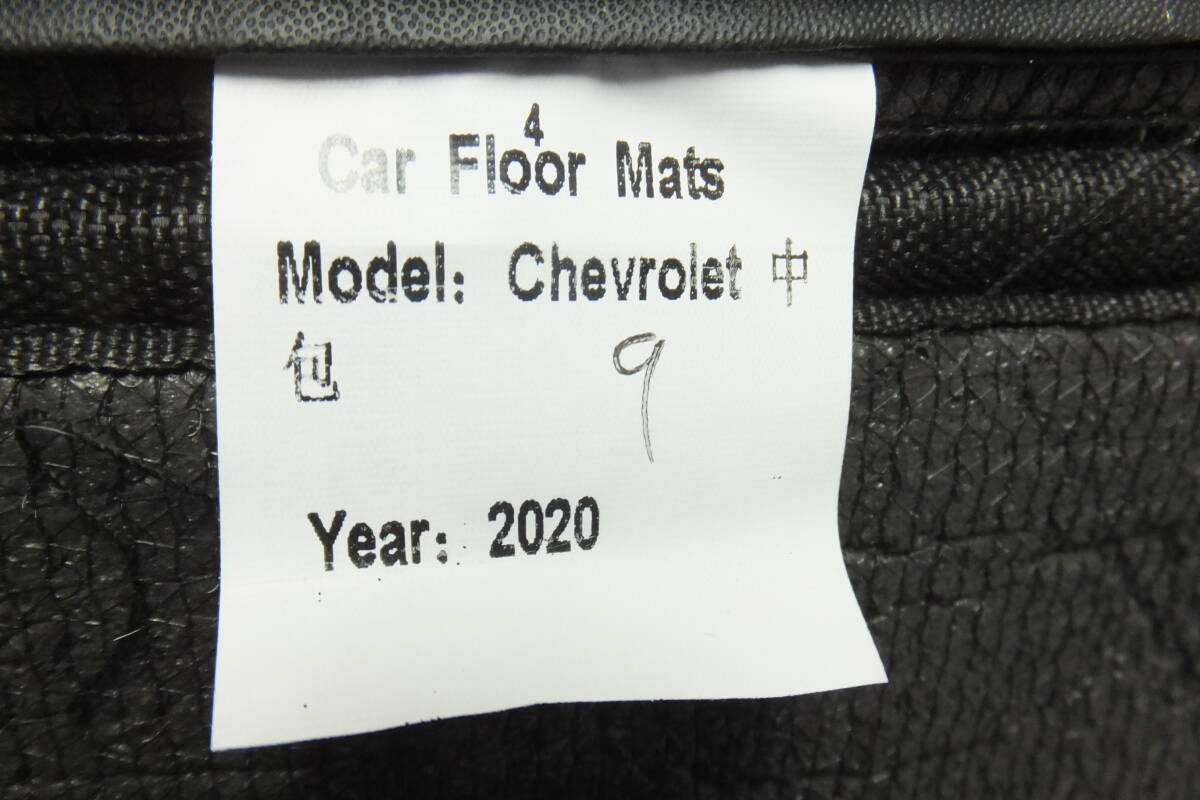 4
Car Floor Mats
Model: Chevrolet 中
包
9
Year: 2020